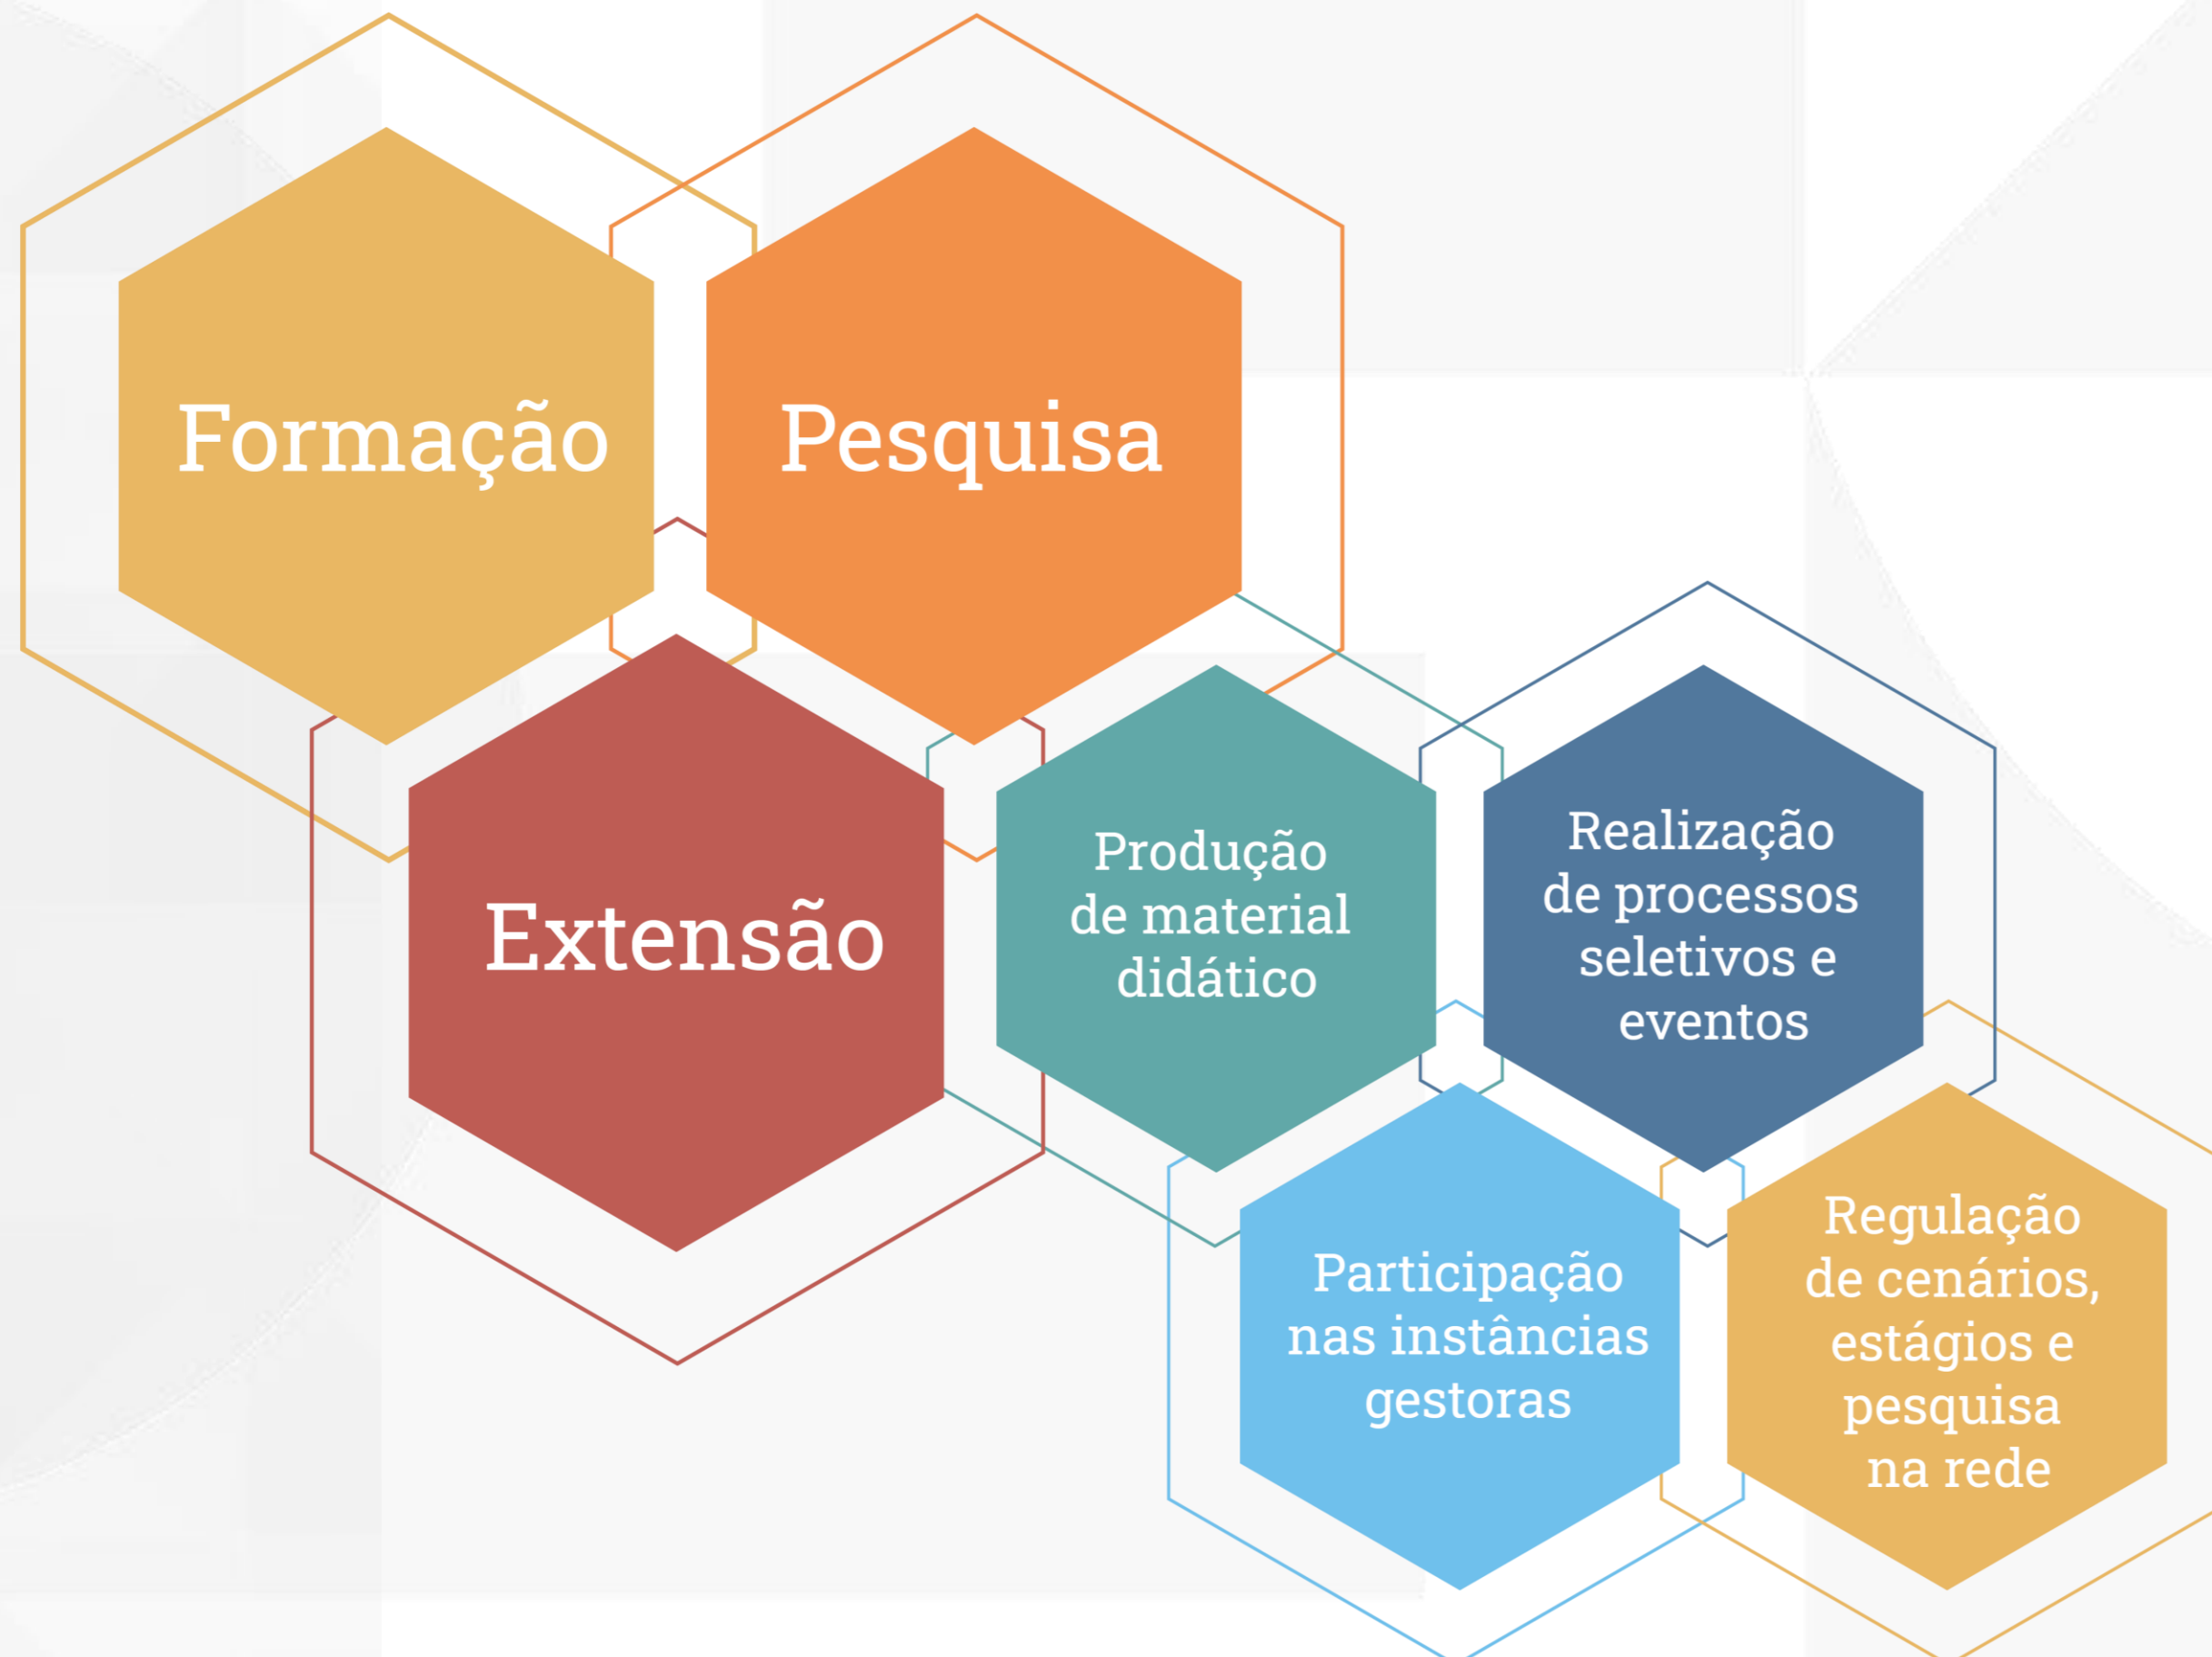 Formação
Pesquisa
Extensão
Produção
de material
didático
Realização
de processos
seletivos e
eventos
Participação
nas instâncias
gestoras
Regulação
de cenários,
estágios e
pesquisa
na rede